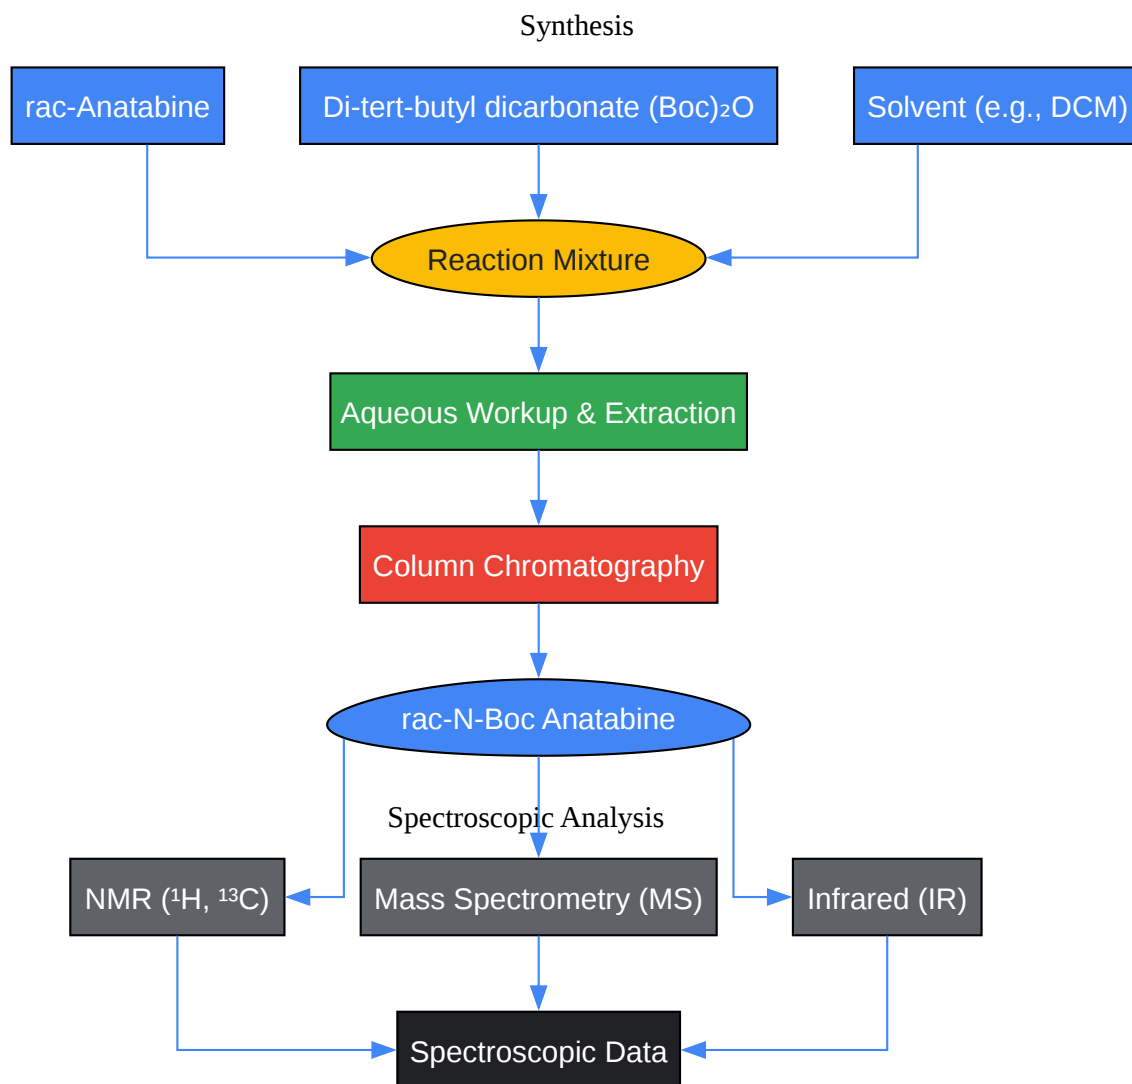 Synthesis
rac-Anatabine
Di-tert-butyl dicarbonate (Boc)₂O
Solvent (e.g., DCM)
Reaction Mixture
Aqueous Workup & Extraction
Column Chromatography
rac-N-Boc Anatabine
Spectroscopic Analysis
NMR (¹H, ¹³C)
Mass Spectrometry (MS)
Infrared (IR)
Spectroscopic Data